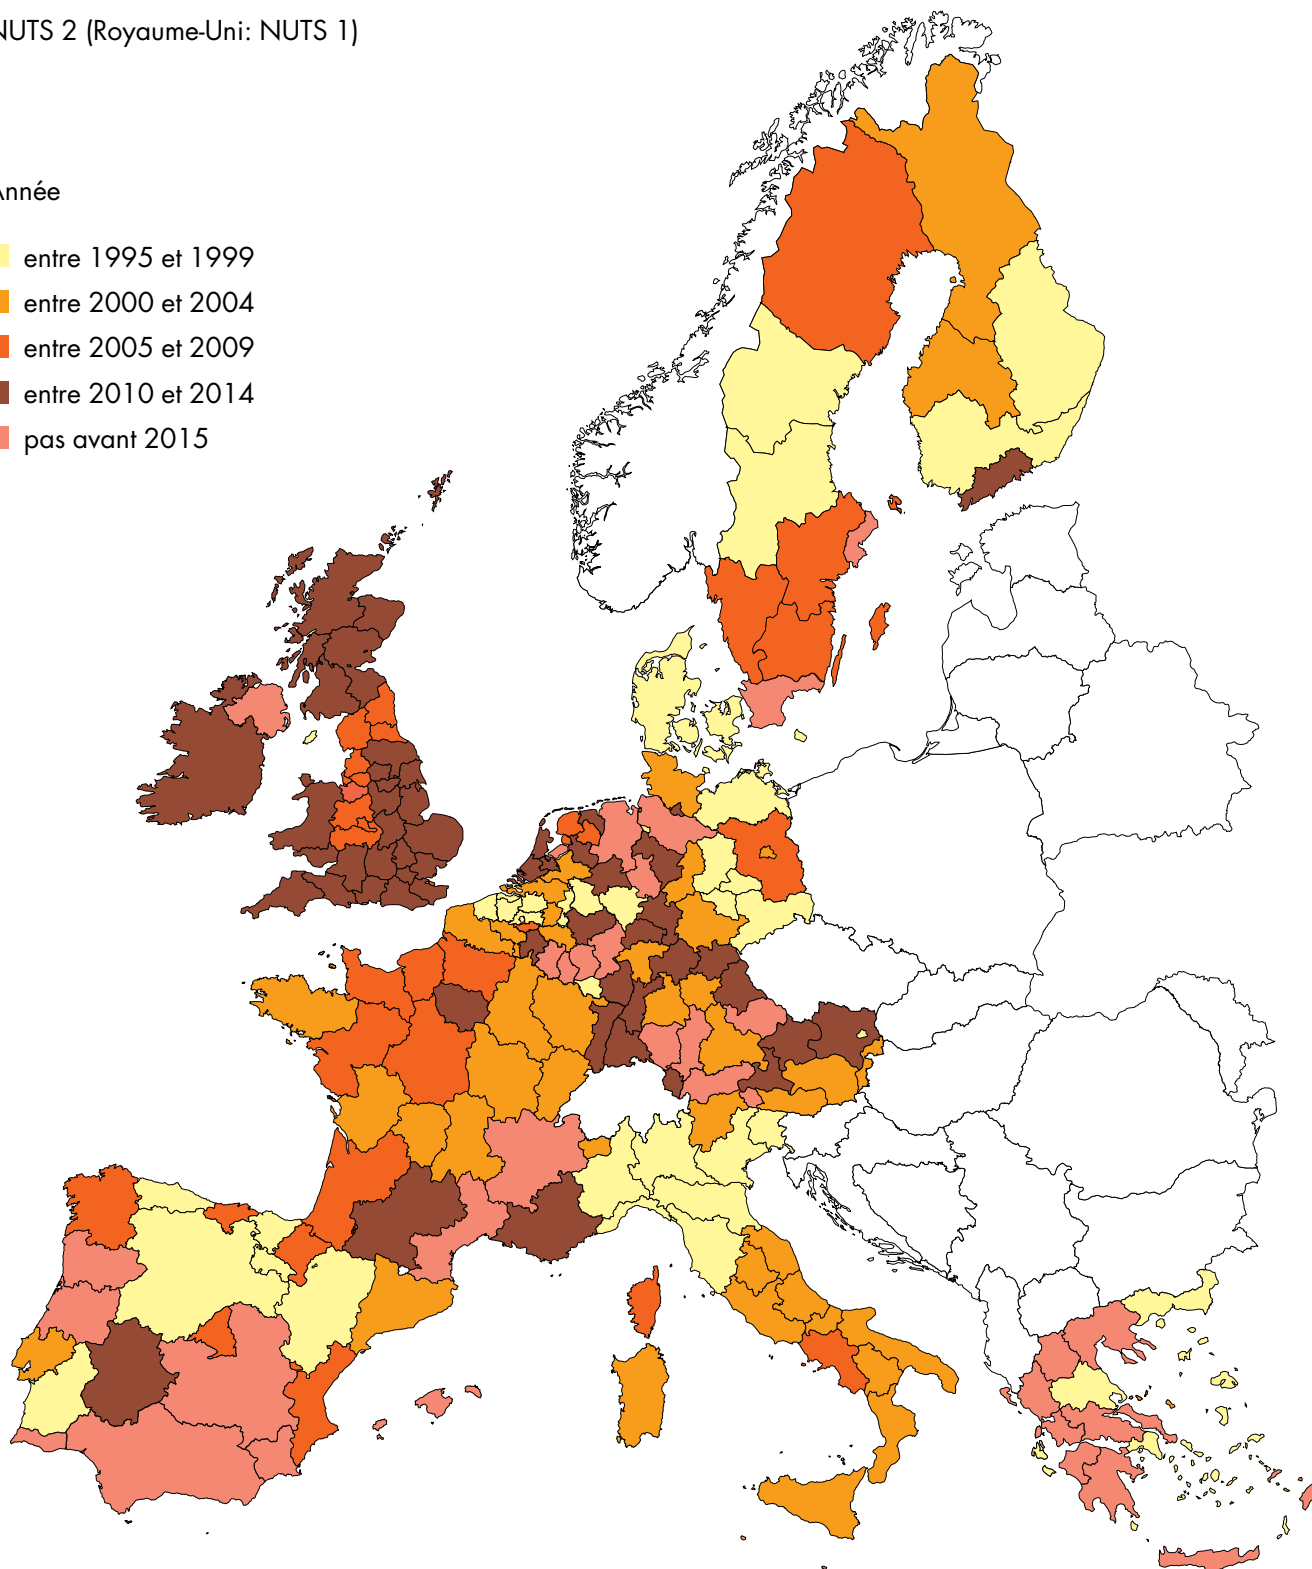 NUTS 2 (Royaume-Uni: NUTS 1)
Année
entre 1995 et 1999
entre 2000 et 2004
entre 2005 et 2009
entre 2010 et 2014
pas avant 2015